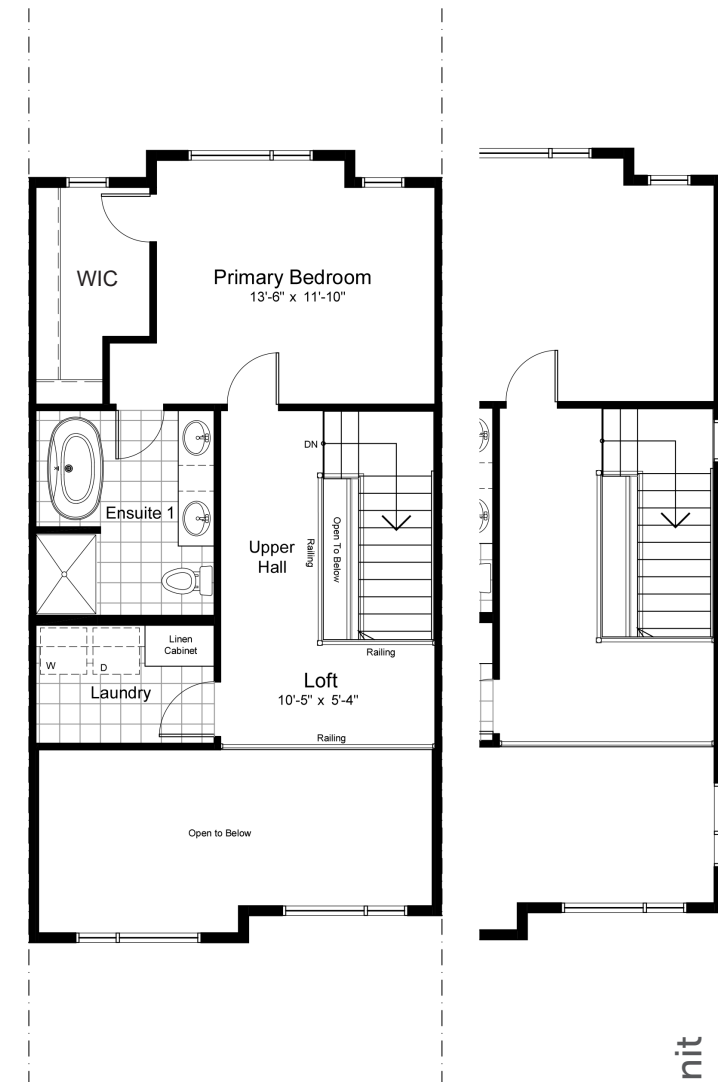 WIC
Primary Bedroom
13'-6" x 11'-10"
DN
Ensuite 1
Open To Below
Railing
Upper
Hall
Railing
Linen
Cabinet
W
D
Laundry
Loft
10'-5" x 5'-4"
Railing
Open to Below
nit